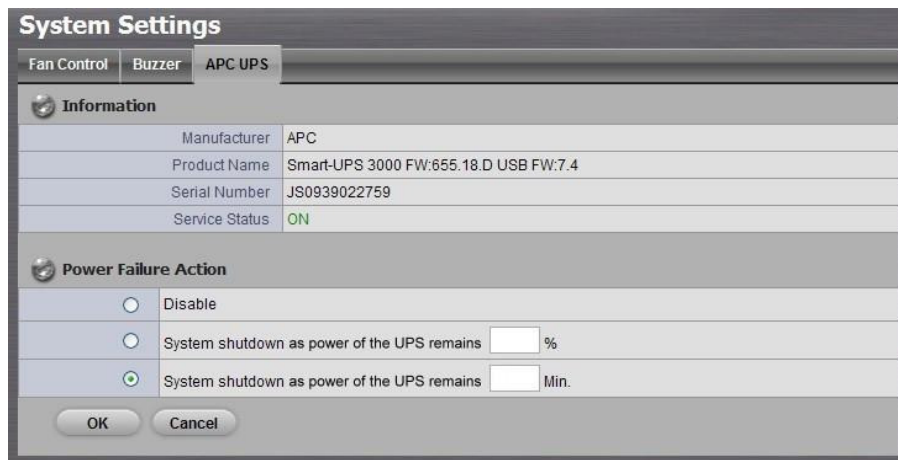 System Settings
Fan Control Buzzer APC UPS
Information
Manufacturer APC
Product Name Smart-UPS 3000 FW:655.18.D USB FW:7.4
Serial Number JS0939022759
Service Status ON
Power Failure Action
Disable
System shutdown as power of the UPS remains %
System shutdown as power of the UPS remains Min.
OK Cancel